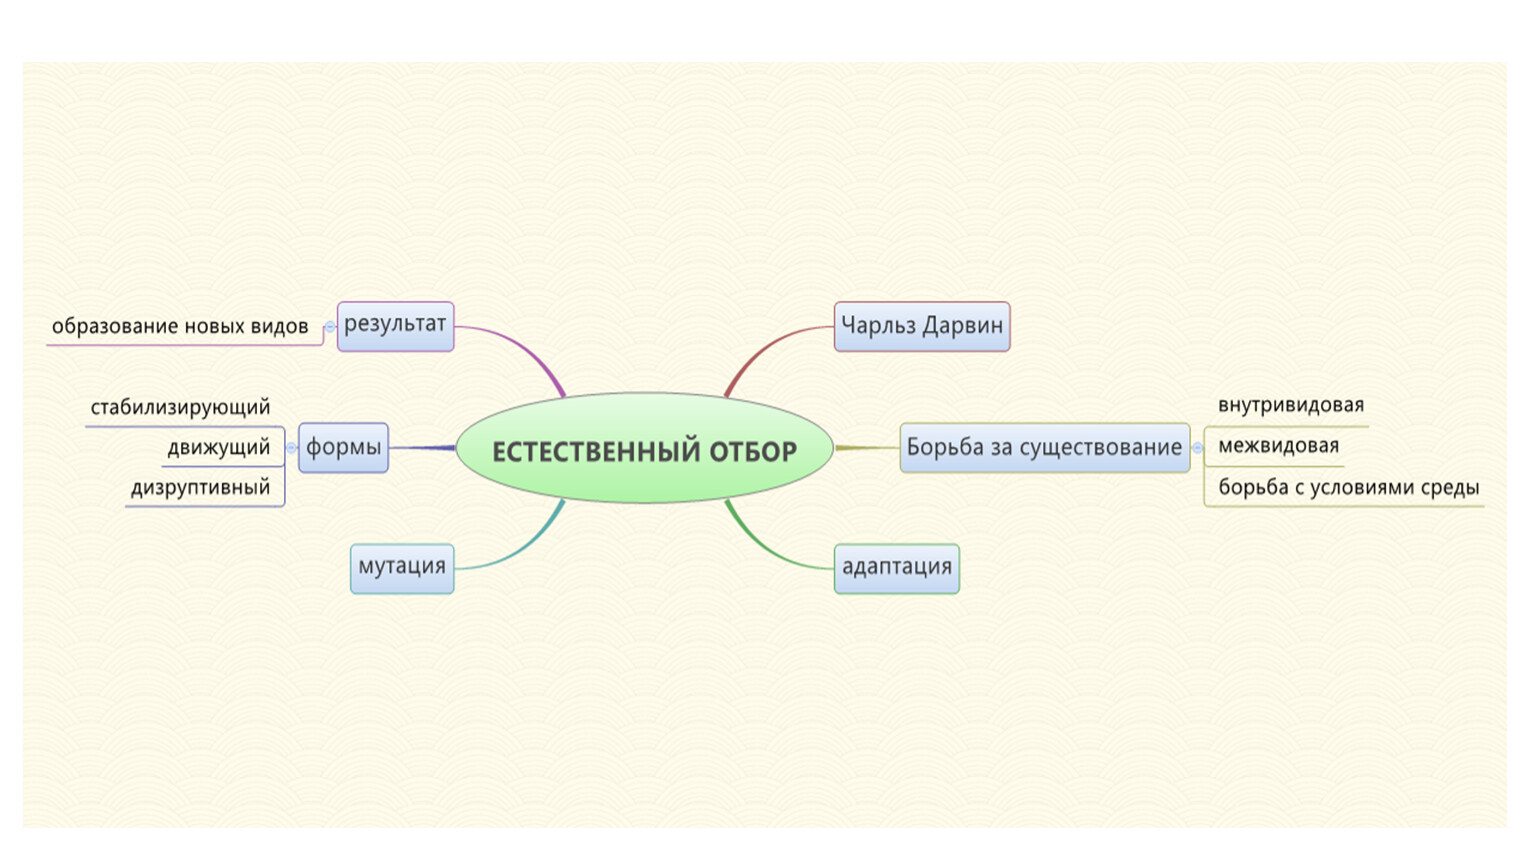 образование новых видов
результат
Чарльз Дарвин
стабилизирующий
движущий
дизруптивный
формы
ЕСТЕСТВЕННЫЙ ОТБОР
Борьба за существование
внутривидовая
межвидовая
борьба с условиями среды
мутация
адаптация